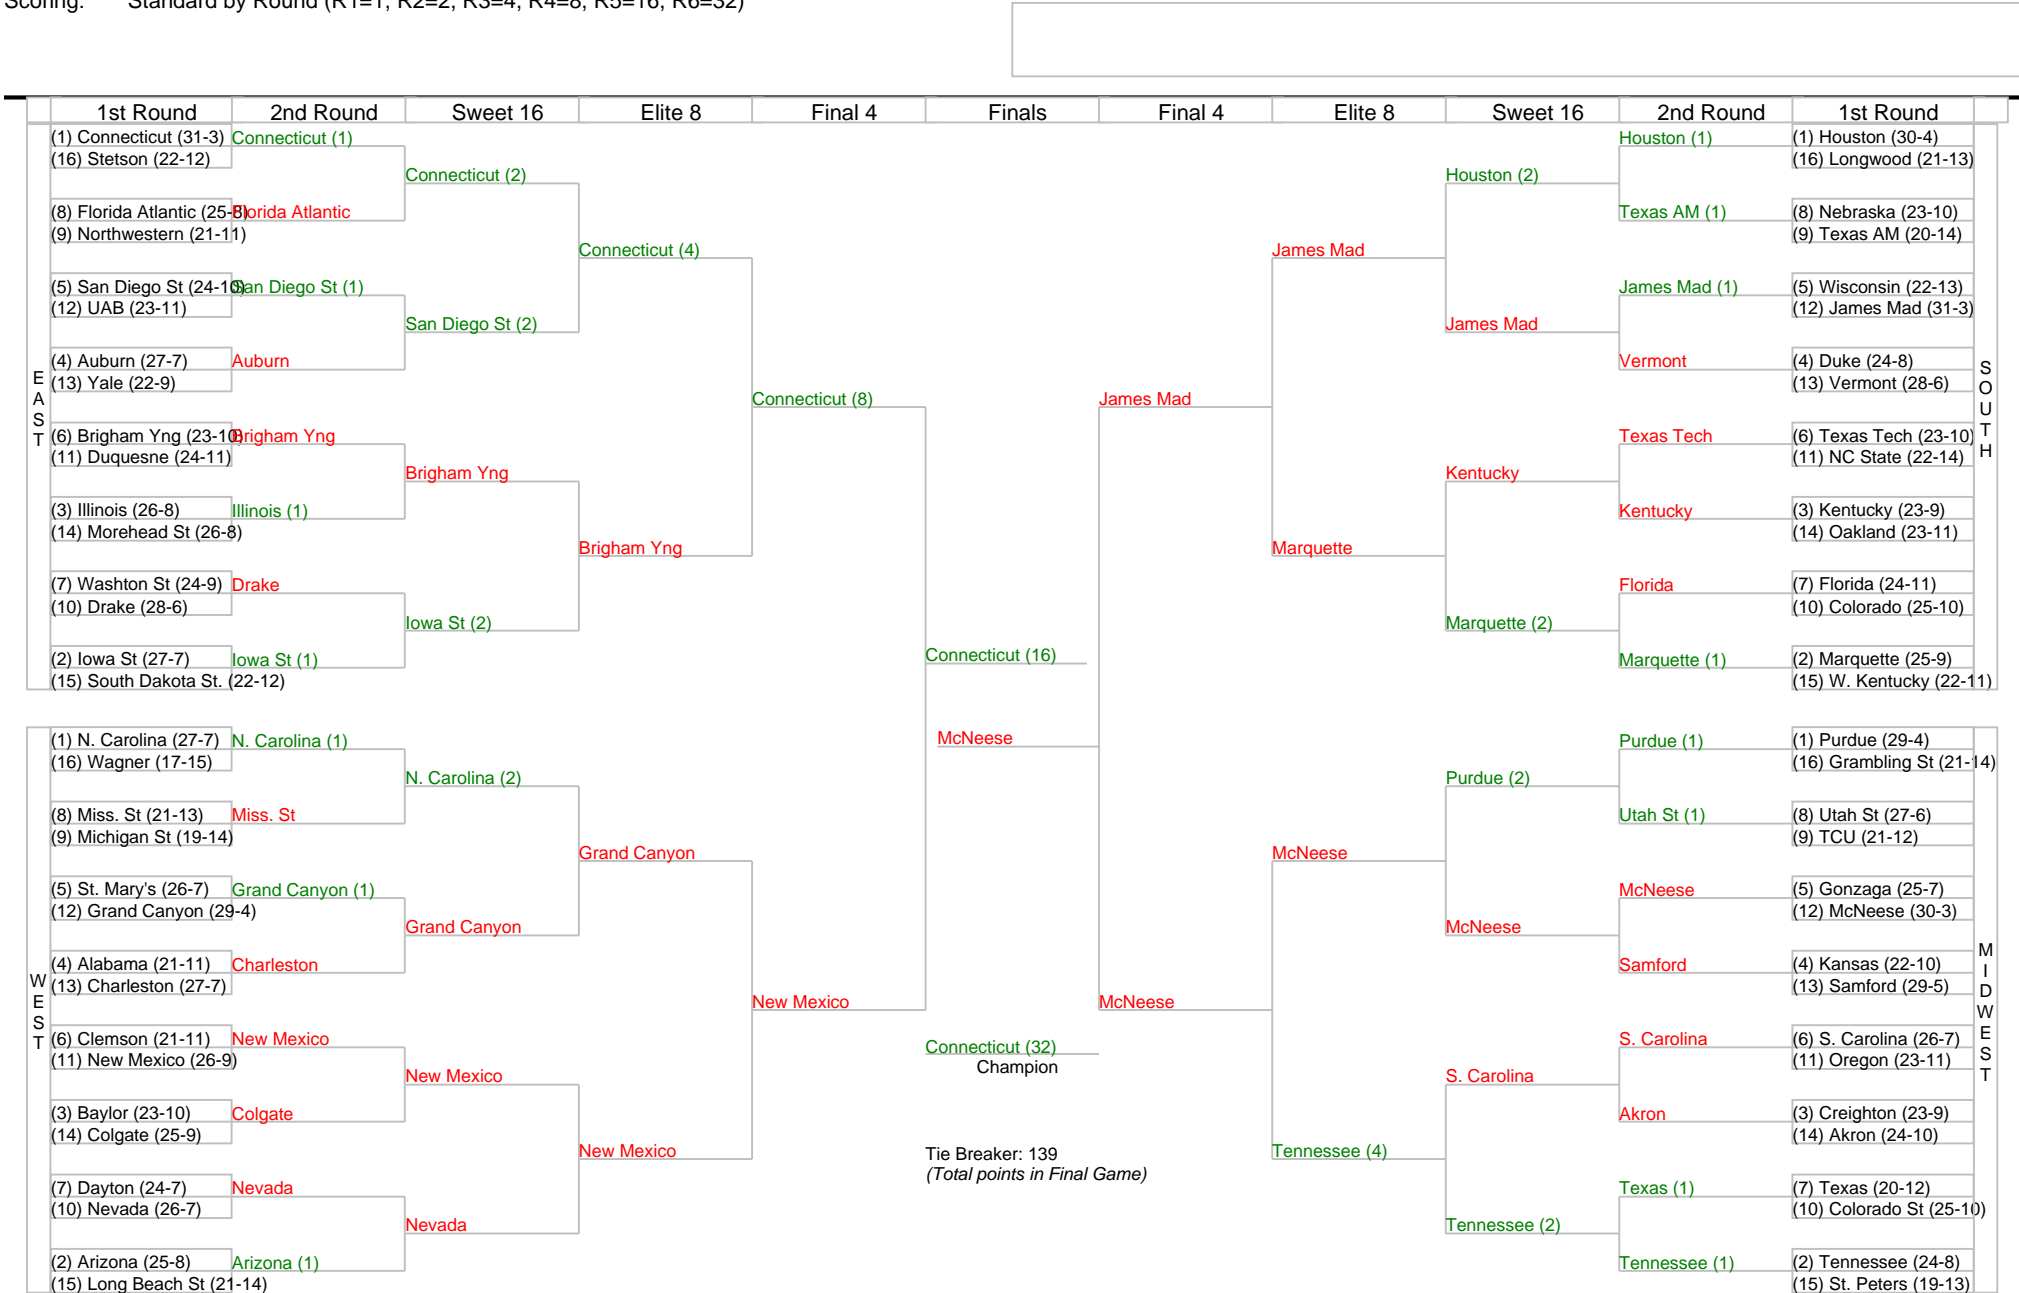 Scoring: Standard by Round (R1=1, R2=2, R3=4, R4=8, R5=16, R6=32)
1st Round 2nd Round Sweet 16 Elite 8 Final 4 Finals Final 4 Elite 8 Sweet 16 2nd Round 1st Round
EAST
(1) Connecticut (31-3) Connecticut (1)
(16) Stetson (22-12)
Connecticut (2)
(8) Florida Atlantic (25-8) Florida Atlantic
(9) Northwestern (21-11)
Connecticut (4)
(5) San Diego St (24-10) San Diego St (1)
(12) UAB (23-11)
San Diego St (2)
(4) Auburn (27-7) Auburn
(13) Yale (22-9)
Connecticut (8)
(6) Brigham Yng (23-10) Brigham Yng
(11) Duquesne (24-11)
Brigham Yng
(3) Illinois (26-8) Illinois (1)
(14) Morehead St (26-8)
Brigham Yng
(7) Washton St (24-9) Drake
(10) Drake (28-6)
Iowa St (2)
(2) Iowa St (27-7) Iowa St (1)
(15) South Dakota St. (22-12)
WEST
(1) N. Carolina (27-7) N. Carolina (1)
(16) Wagner (17-15)
N. Carolina (2)
(8) Miss. St (21-13) Miss. St
(9) Michigan St (19-14)
Grand Canyon
(5) St. Mary's (26-7) Grand Canyon (1)
(12) Grand Canyon (29-4)
Grand Canyon
(4) Alabama (21-11) Charleston
(13) Charleston (27-7)
New Mexico
(6) Clemson (21-11) New Mexico
(11) New Mexico (26-9)
New Mexico
(3) Baylor (23-10) Colgate
(14) Colgate (25-9)
New Mexico
(7) Dayton (24-7) Nevada
(10) Nevada (26-7)
Nevada
(2) Arizona (25-8) Arizona (1)
(15) Long Beach St (21-14)
Connecticut (16)
McNeese
Connecticut (32)
Champion
Tie Breaker: 139
(Total points in Final Game)
SOUTH
Houston (1) (1) Houston (30-4)
(16) Longwood (21-13)
Houston (2)
Texas AM (1) (8) Nebraska (23-10)
(9) Texas AM (20-14)
James Mad
James Mad (1) (5) Wisconsin (22-13)
(12) James Mad (31-3)
James Mad
Vermont (4) Duke (24-8)
(13) Vermont (28-6)
James Mad
Texas Tech (6) Texas Tech (23-10)
(11) NC State (22-14)
Kentucky
Kentucky (3) Kentucky (23-9)
(14) Oakland (23-11)
Marquette
Florida (7) Florida (24-11)
(10) Colorado (25-10)
Marquette (2)
Marquette (1) (2) Marquette (25-9)
(15) W. Kentucky (22-11)
MIDWEST
Purdue (1) (1) Purdue (29-4)
(16) Grambling St (21-14)
Purdue (2)
Utah St (1) (8) Utah St (27-6)
(9) TCU (21-12)
McNeese
McNeese (5) Gonzaga (25-7)
(12) McNeese (30-3)
McNeese
Samford (4) Kansas (22-10)
(13) Samford (29-5)
McNeese
S. Carolina (6) S. Carolina (26-7)
(11) Oregon (23-11)
S. Carolina
Akron (3) Creighton (23-9)
(14) Akron (24-10)
Tennessee (4)
Texas (1) (7) Texas (20-12)
(10) Colorado St (25-10)
Tennessee (2)
Tennessee (1) (2) Tennessee (24-8)
(15) St. Peters (19-13)